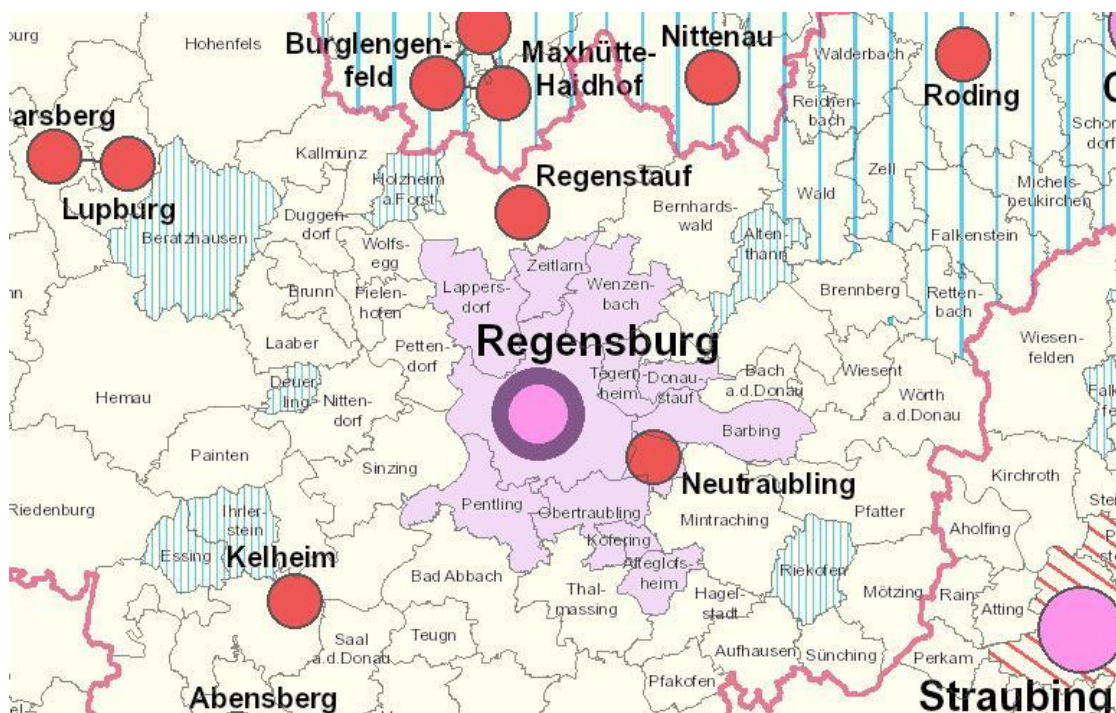 burg
Hohenfels
Burglengen-
feld
Maxhütte-
Haidhof
Nittenau
Walderbach
Roding
Reichen-
bach
arsberg
Lupburg
Kallmünz
Holzheim
a.Forst
Regenstauf
Bernhards-
wald
Wald
Zell
Michels-
neukirchen
Schorn
dorf
Beratzhausen
Duggen-
dorf
Wolfs-
egg
Zeitlarn
Alten-
thann
Falkenstein
Brunn
Pielen-
hofen
Lappers-
dorf
Wenzen-
bach
Brennberg
Retten-
bach
Laaber
Petten-
dorf
Regensburg
Wiesen-
felden
Hemau
Deuer-
ling
Nitten-
dorf
Tegern-
heim
Donau-
stauf
Bach
a.d.Donau
Wiesent
Wörth
a.d.Donau
Barbing
Painten
Sinzing
Neutraubling
Kirchroth
Riedenburg
Ihrler-
stein
Pentling
Obertraubling
Mintraching
Pfatter
Aholfing
Essing
Kelheim
Köfering
Alteglofs-
heim
Riekofen
Bad Abbach
Thal-
massing
Hagel-
stadt
Mötzing
Rain
Atting
Saal
a.d.Donau
Teugn
Aufhausen
Sünching
Perkam
Abensberg
Pfakofen
Straubing